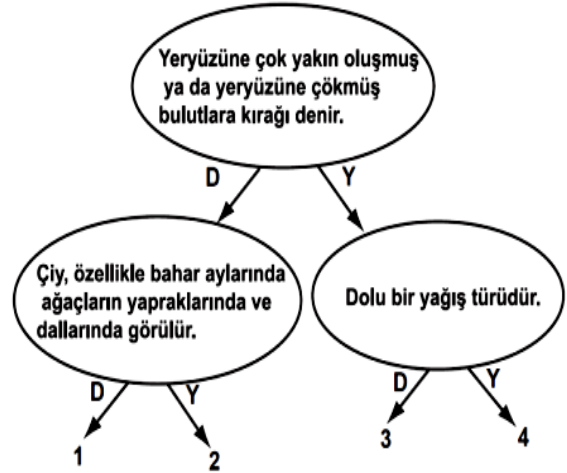 Yeryüzüne çok yakın oluşmuş
ya da yeryüzüne çökmüş
bulutlara kırağı denir.
D Y
Çiy, özellikle bahar aylarında
ağaçların yapraklarında ve
dallarında görülür.
Dolu bir yağış türüdür.
D Y
D Y
1 2
3 4